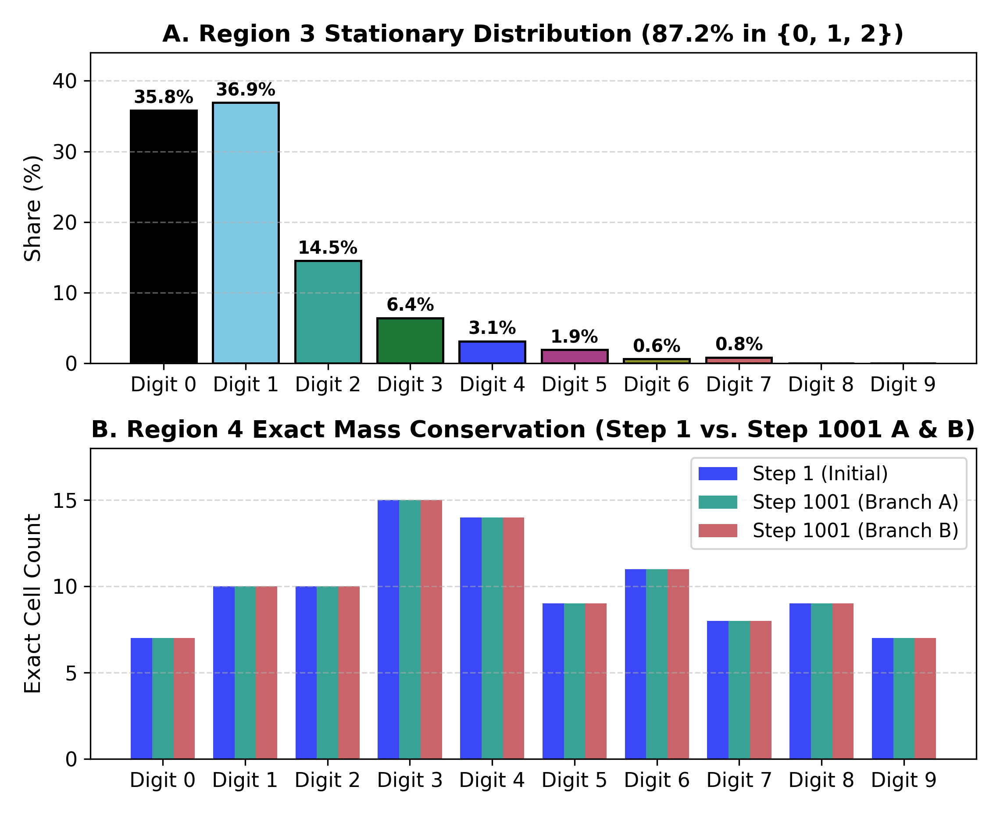 A. Region 3 Stationary Distribution (87.2% in {0, 1, 2})
Share (%)
40
30
20
10
0
35.8%
36.9%
14.5%
6.4%
3.1%
1.9%
0.6%
0.8%
Digit 0 Digit 1 Digit 2 Digit 3 Digit 4 Digit 5 Digit 6 Digit 7 Digit 8 Digit 9
B. Region 4 Exact Mass Conservation (Step 1 vs. Step 1001 A & B)
Exact Cell Count
15
10
5
0
Step 1 (Initial)
Step 1001 (Branch A)
Step 1001 (Branch B)
Digit 0 Digit 1 Digit 2 Digit 3 Digit 4 Digit 5 Digit 6 Digit 7 Digit 8 Digit 9